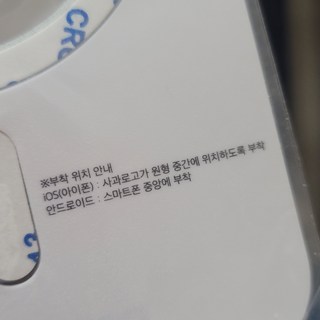 CR
※부착 위치 안내
iOS(아이폰) : 사과로고가 원형 중간에 위치하도록 부착
안드로이드 : 스마트폰 중앙에 부착